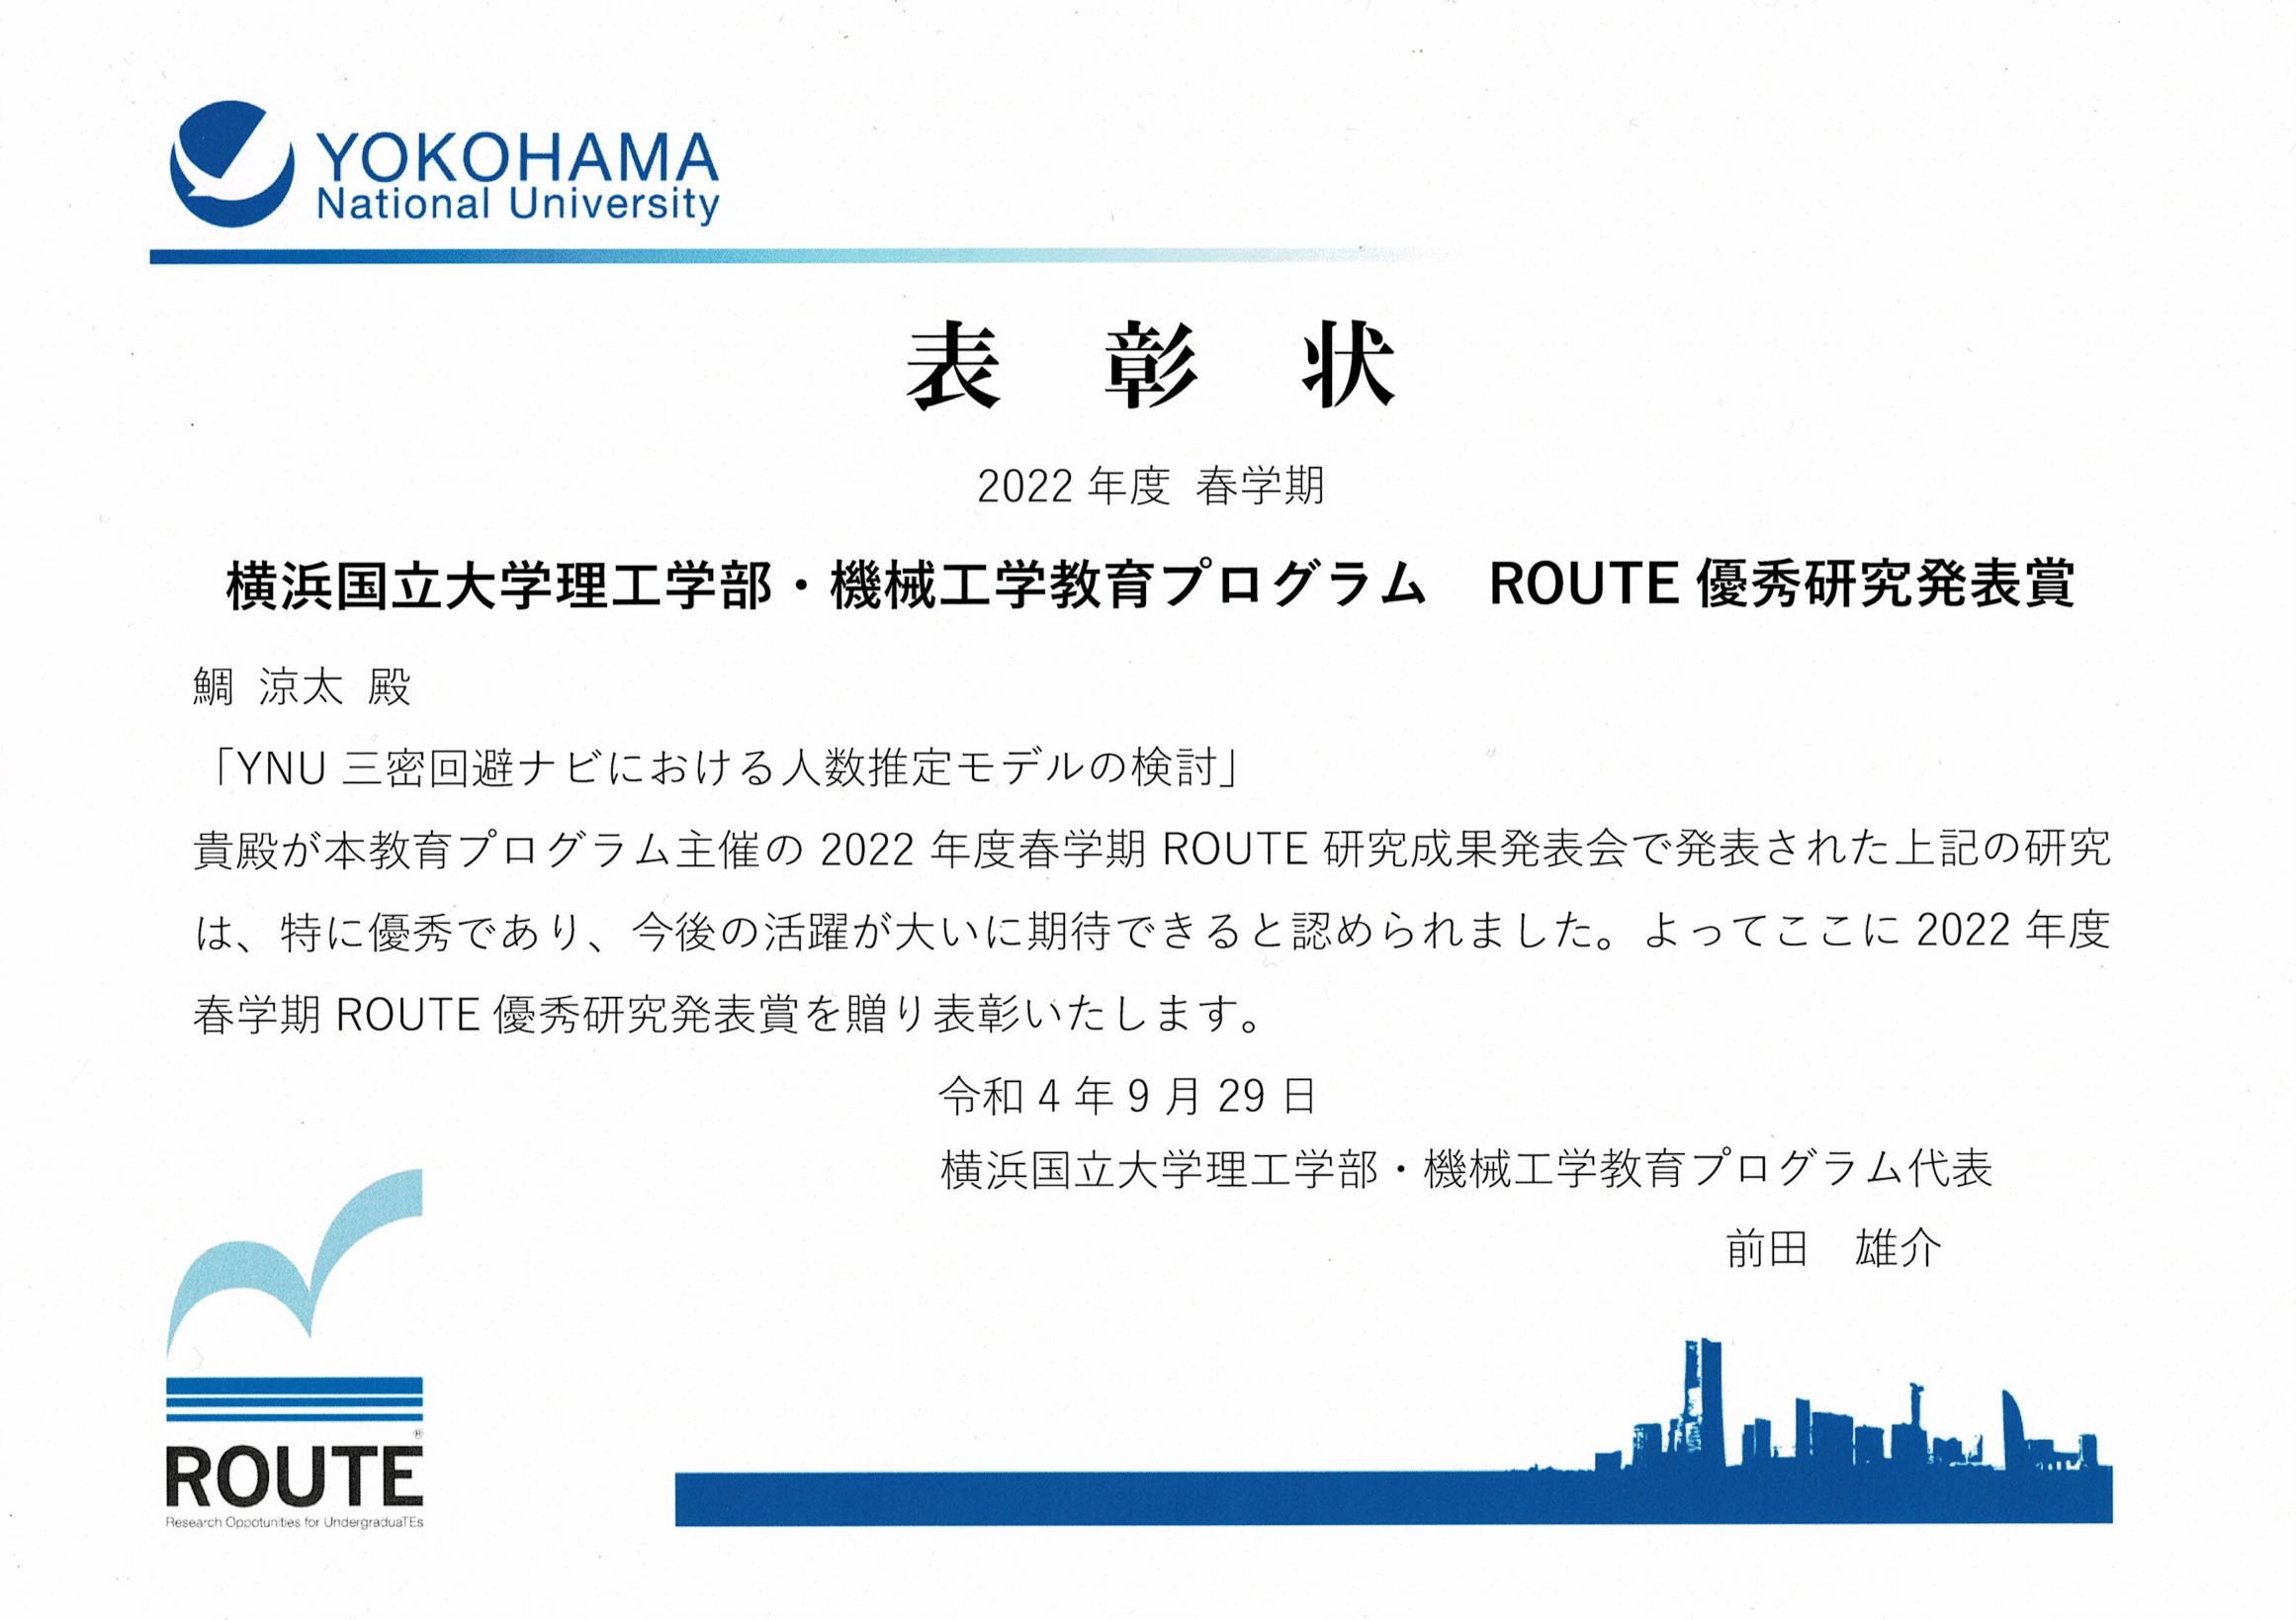 YOKOHAMA
National University
表 彰 状
2022 年度 春学期
横浜国立大学理工学部・機械工学教育プログラム ROUTE 優秀研究発表賞
鯛 涼太 殿
「YNU 三密回避ナビにおける人数推定モデルの検討」
貴殿が本教育プログラム主催の 2022 年度春学期 ROUTE 研究成果発表会で発表された上記の研究
は、特に優秀であり、今後の活躍が大いに期待できると認められました。よってここに 2022 年度
春学期 ROUTE 優秀研究発表賞を贈り表彰いたします。
令和 4 年 9 月 29 日
横浜国立大学理工学部・機械工学教育プログラム代表
前田 雄介
®
ROUTE
Research Oppotunities for UndergraduaTEs